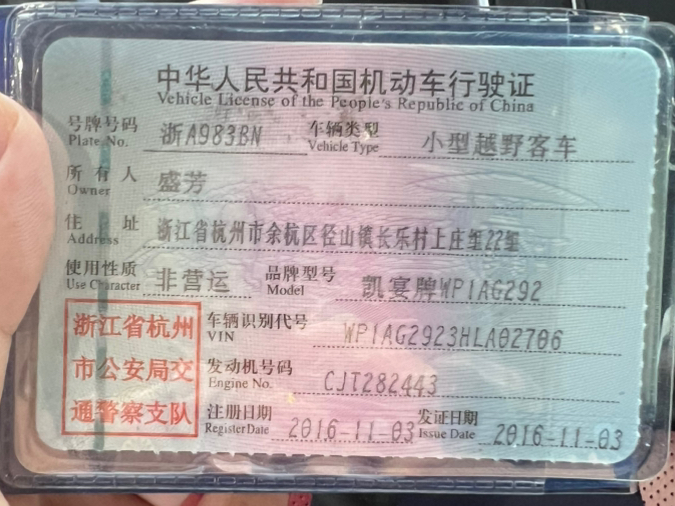 中华人民共和国机动车行驶证
Vehicle License of the People's Republic of China
号牌号码 浙A983BN 车辆类型 小型越野客车
Plate No. Vehicle Type
所有人 盛芳
Owner
住址 浙江省杭州市余杭区径山镇长乐村上庄组22组
Address
使用性质 非营运 品牌型号 凯宴牌WP1AG292
Use Character Model
浙江省杭州
市公安局交
通警察支队
车辆识别代号 WP1AG2923HLA02706
VIN
发动机号码 CJT282443
Engine No.
注册日期 2016-11-03 发证日期 2016-11-03
Register Date Issue Date